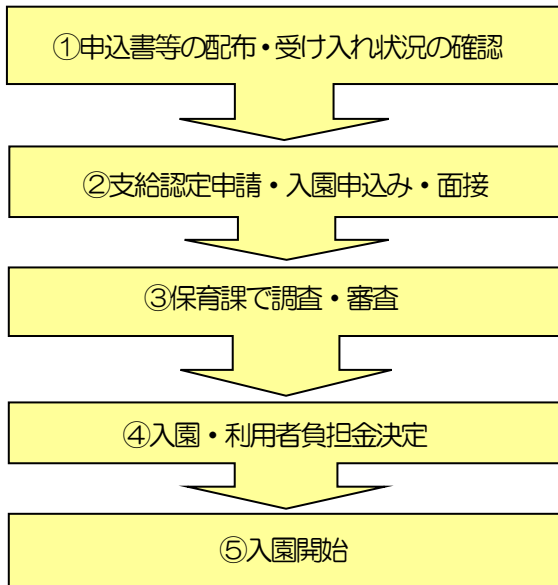 ①申込書等の配布・受け入れ状況の確認
②支給認定申請・入園申込み・面接
③保育課で調査・審査
④入園・利用者負担金決定
⑤入園開始